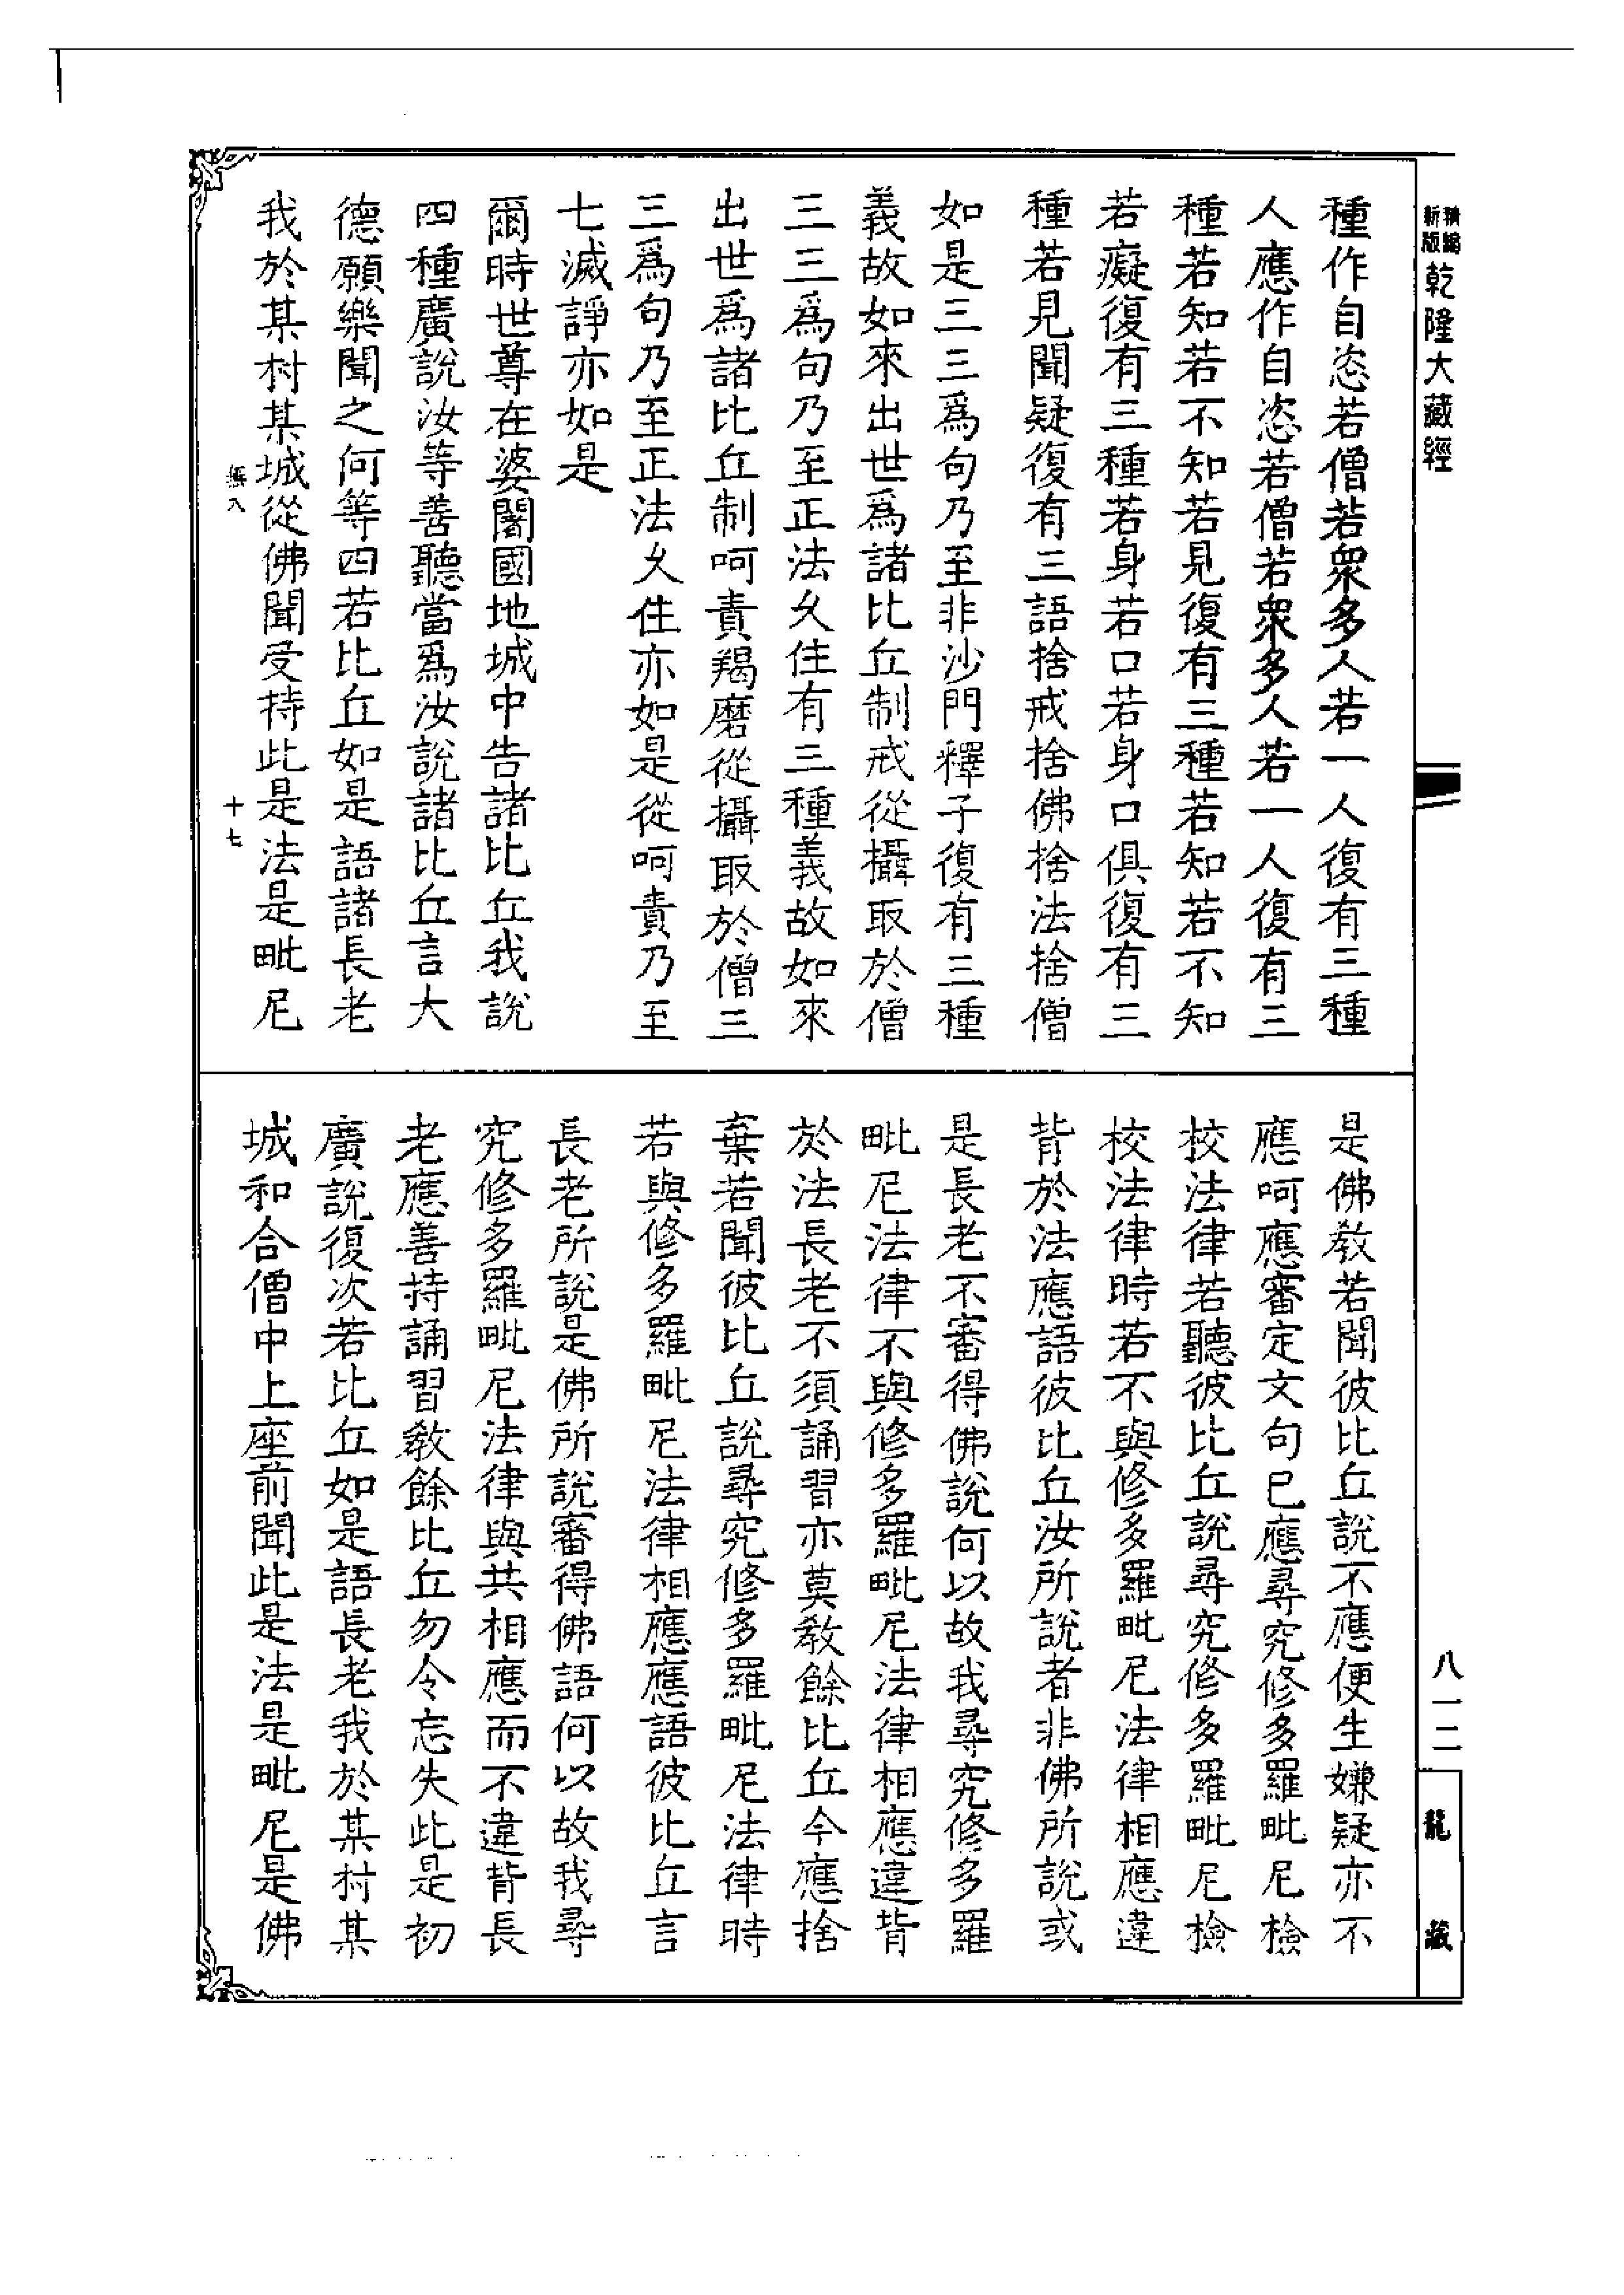 新編
新版
乾隆大藏經
種作自恣若僧若衆多人若一人復有三種
人應作自恣若僧若衆多人若一人復有三
種若知若不知若見復有三種若知若不知
若癡復有三種若身若口若身口俱復有三
種若見聞疑復有三語捨戒捨佛捨法捨僧
如是三三爲句乃至非沙門釋子復有三種
義故如來出世爲諸比丘制戒從攝取於僧
三三爲句乃至正法久住有三種義故如來
出世爲諸比丘制呵責羯磨從攝取於僧三
三爲句乃至正法久住亦如是從呵責乃至
七滅諍亦如是
爾時世尊在婆闍國地城中告諸比丘我說
四種廣說汝等善聽當爲汝說諸比丘言大
德願樂聞之何等四若比丘如是語諸長老
我於某村某城從佛聞受持此是法是毗尼
十七
是佛教若聞彼比丘說不應便生嫌疑亦不
應呵應審定文句已應尋究修多羅毗尼檢
校法律若聽彼比丘說尋究修多羅毗尼檢
校法律時若不與修多羅毗尼法律相應違
背於法應語彼比丘汝所說者非佛所說或
是長老不審得佛說何以故我尋究修多羅
毗尼法律不與修多羅毗尼法律相應違背
於法長老不須誦習亦莫教餘比丘今應捨
棄若聞彼比丘說尋究修多羅毗尼法律時
若與修多羅毗尼法律相應應語彼比丘言
長老所說是佛所說審得佛語何以故我尋
究修多羅毗尼法律與共相應而不違背長
老應善持誦習教餘比丘勿令忘失此是初
廣說復次若比丘如是語長老我於某村某
城和合僧中上座前聞此是法是毗尼是佛
八一二
龍藏